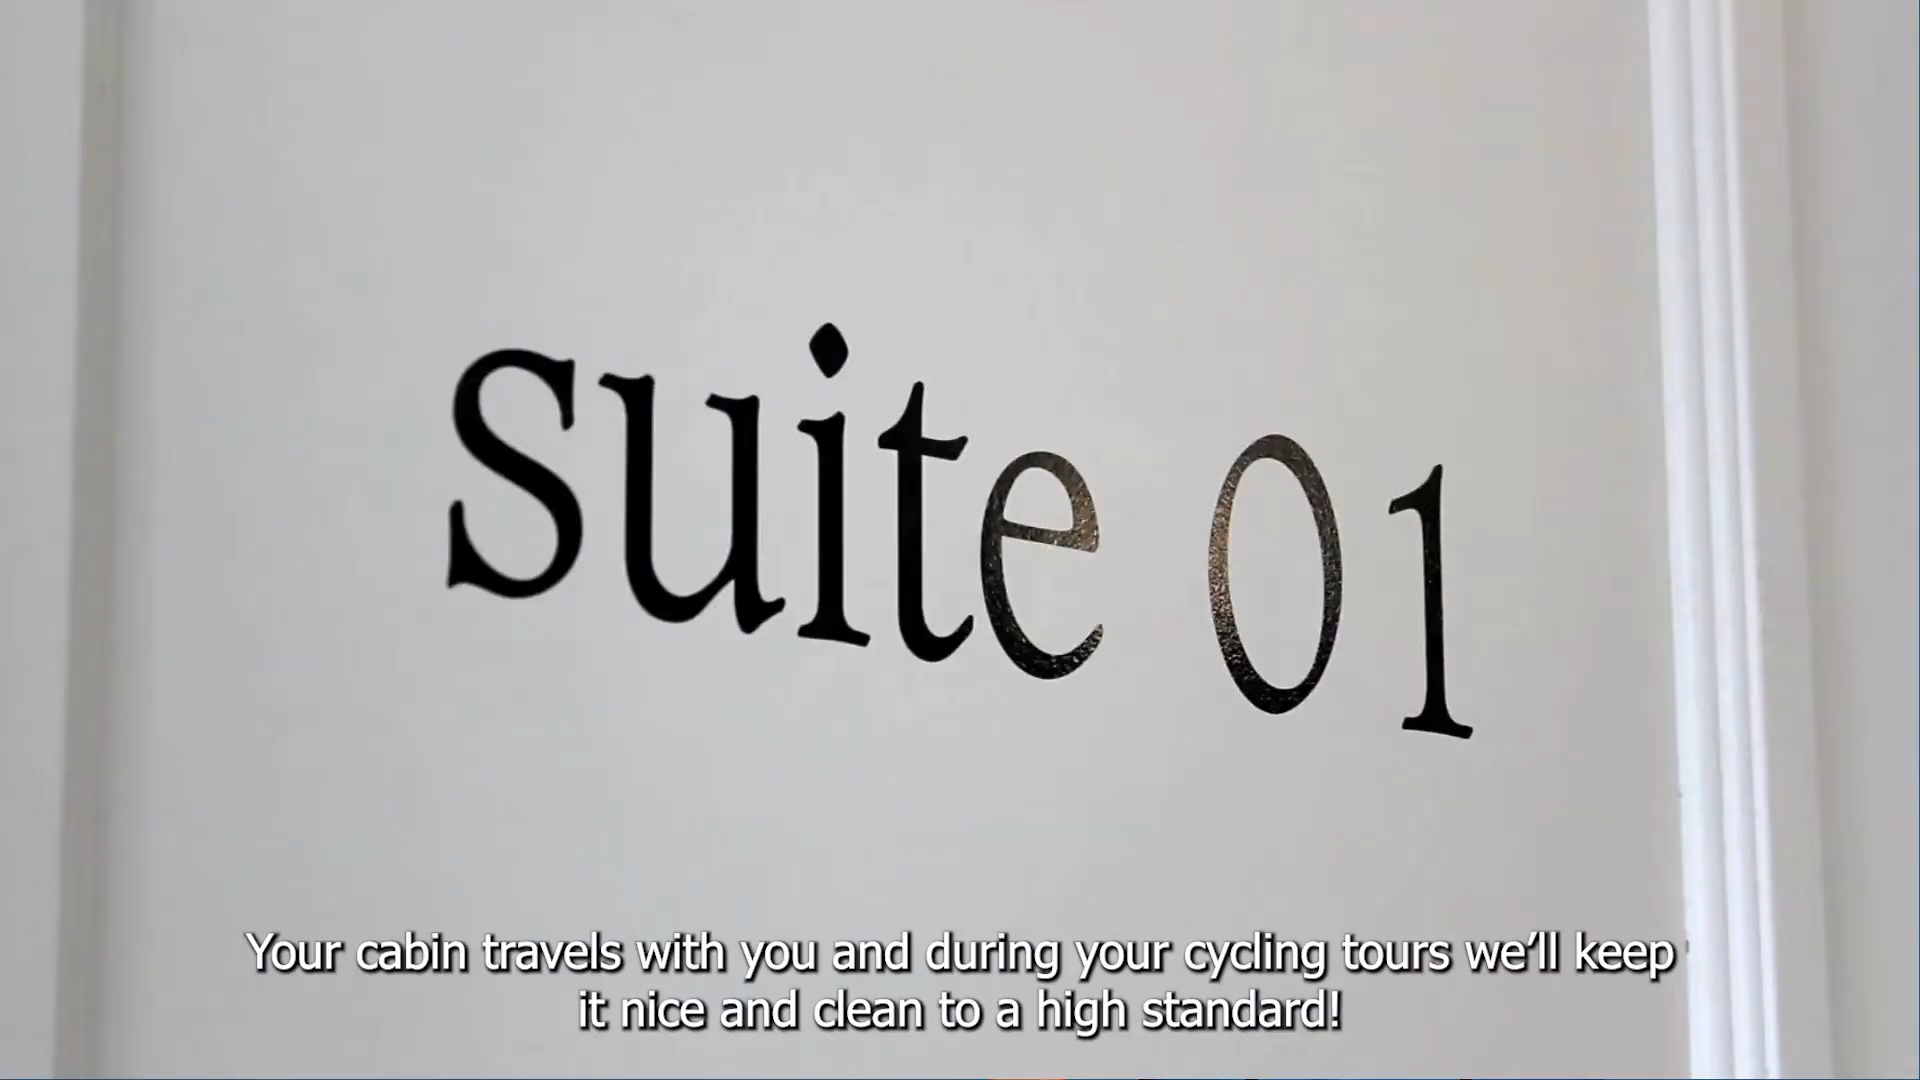 suite 01
Your cabin travels with you and during your cycling tours we’ll keep
it nice and clean to a high standard!